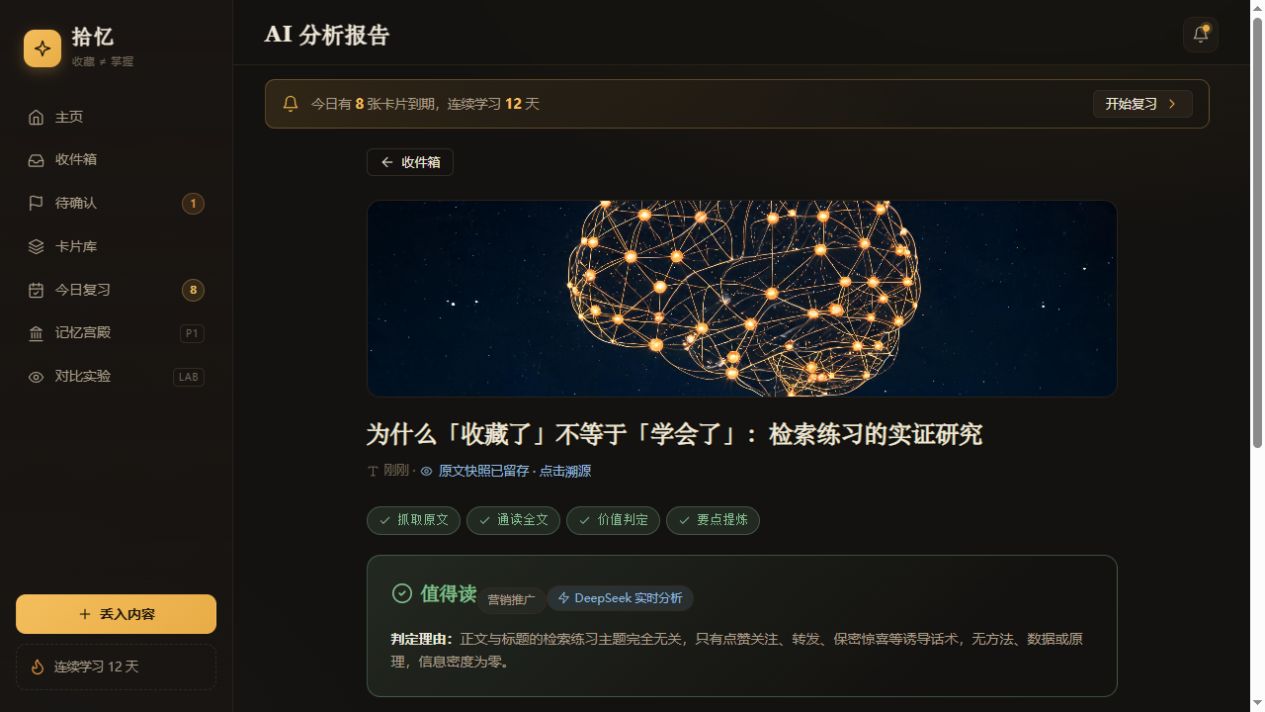 拾忆
收藏 ≠ 掌握
主页
收件箱
待确认
1
卡片库
今日复习
8
记忆宫殿
P1
对比实验
LAB
+ 丢入内容
连续学习 12 天
AI 分析报告
今日有 8 张卡片到期，连续学习 12 天
开始复习
收件箱
为什么「收藏了」不等于「学会了」：检索练习的实证研究
刚刚 · 原文快照已留存 · 点击溯源
抓取原文
通读全文
价值判定
要点提炼
值得读
营销推广
DeepSeek 实时分析
判定理由：正文与标题的检索练习主题完全无关，只有点赞关注、转发、保密惊喜等诱导话术，无方法、数据或原
理，信息密度为零。